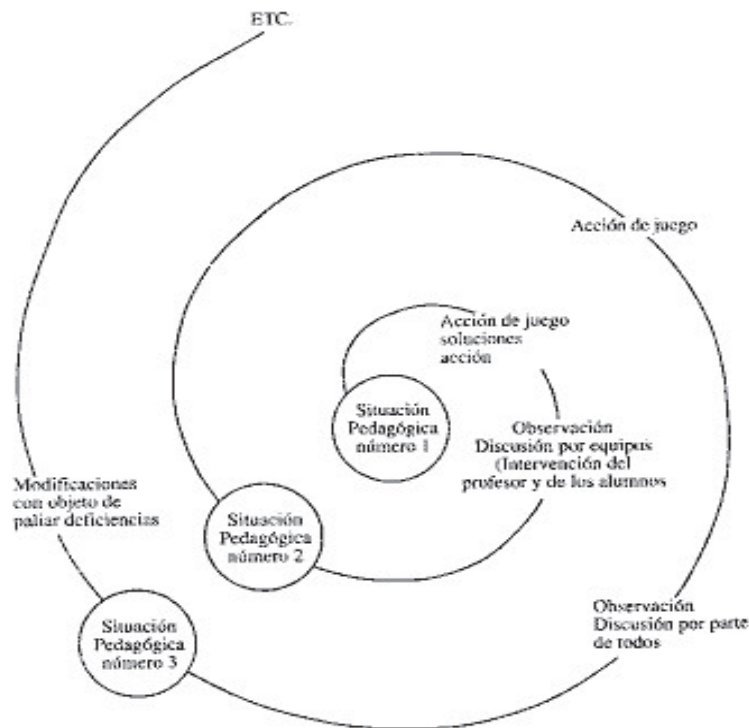 ETC.
Acción de juego
Acción de juego
soluciones
acción
Situación
Pedagógica
número 1
Observación
Discusión por equipus
(Intervención del
profesor y de los alumnos
Modificaciones
con objeto de
paliar deficiencias
Situación
Pedagógica
número 2
Situación
Pedagógica
número 3
Observación
Discusión por parte
de todos